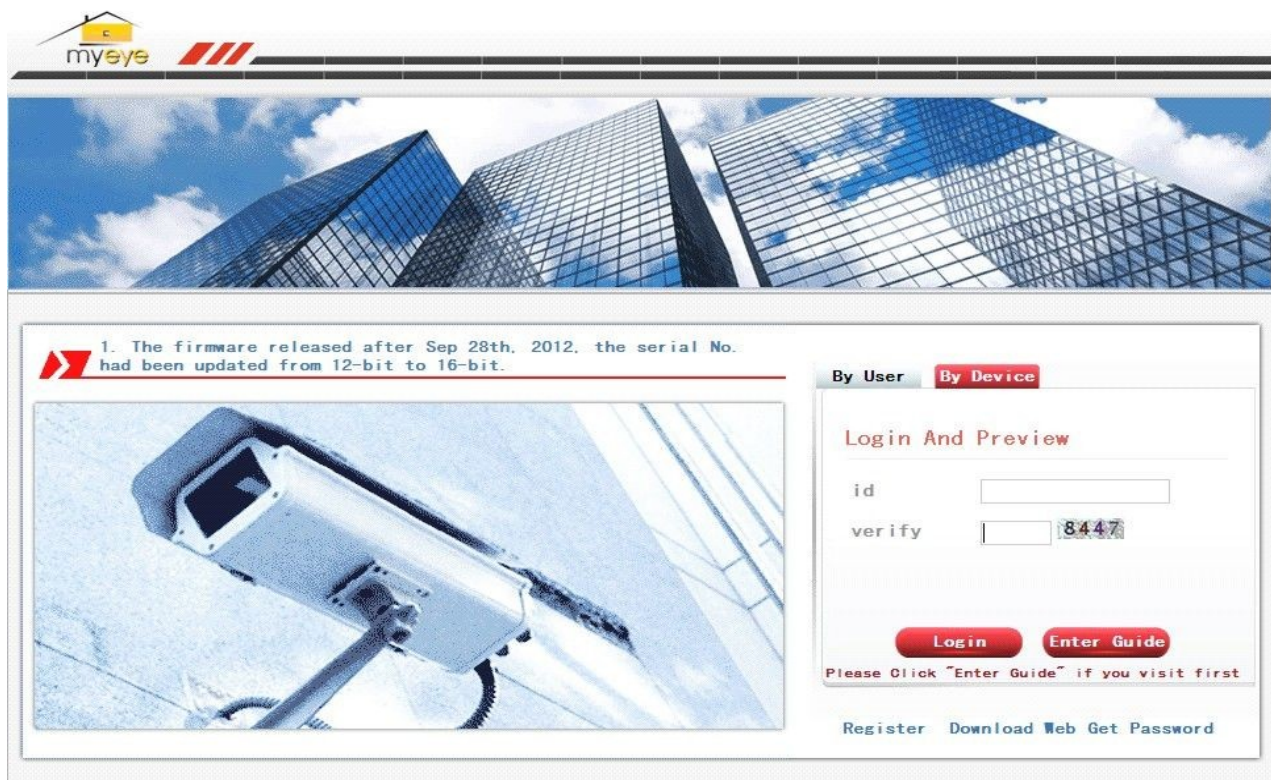 myeye
1. The firmware released after Sep 28th, 2012, the serial No.
had been updated from 12-bit to 16-bit.
By User By Device
Login And Preview
id
verify 8447
Login Enter Guide
Please Click "Enter Guide" if you visit first
Register Download Web Get Password